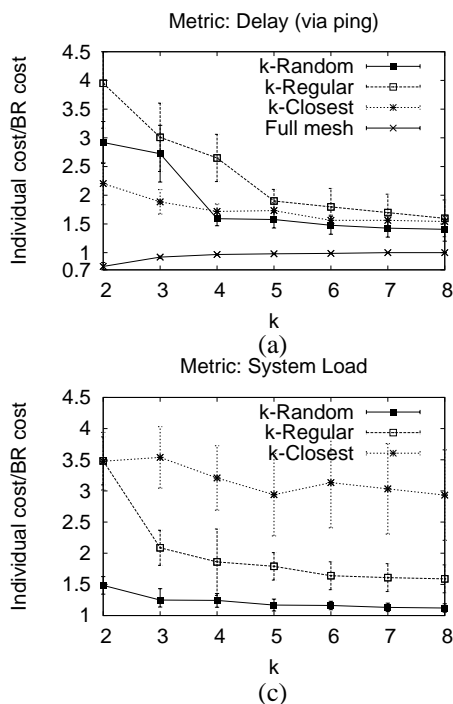 Metric: Delay (via ping)
4.5
4
3.5
3
2.5
2
1.5
1
0.7
Individual cost/BR cost
k-Random
k-Regular
k-Closest
Full mesh
2 3 4 5 6 7 8
k
(a)
Metric: System Load
4.5
4
3.5
3
2.5
2
1.5
1
Individual cost/BR cost
k-Random
k-Regular
k-Closest
2 3 4 5 6 7 8
k
(c)